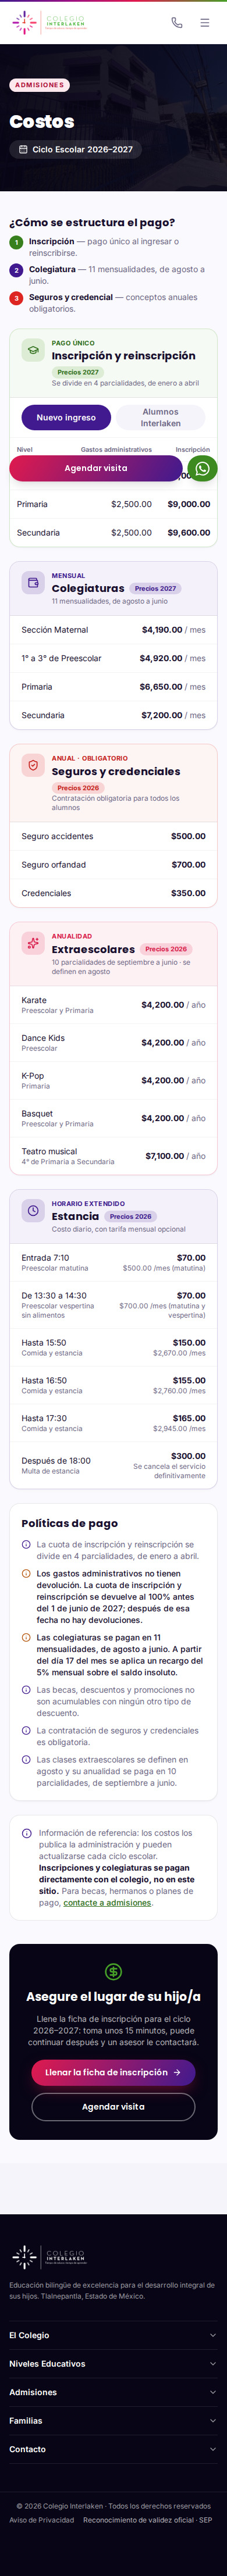 COLEGIO
INTERLAKEN
ADMISIONES
Costos
Ciclo Escolar 2026–2027
¿Cómo se estructura el pago?
1 Inscripción — pago único al ingresar o
reinscribirse.
2 Colegiatura — 11 mensualidades, de agosto a
junio.
3 Seguros y credencial — conceptos anuales
obligatorios.
PAGO ÚNICO
Inscripción y reinscripción
Precios 2027
Se divide en 4 parcialidades, de enero a abril
Nuevo ingreso
Alumnos
Interlaken
Nivel Gastos administrativos Inscripción
Agendar visita
Primaria $2,500.00 $9,000.00
Secundaria $2,500.00 $9,600.00
MENSUAL
Colegiaturas Precios 2027
11 mensualidades, de agosto a junio
Sección Maternal $4,190.00 / mes
1° a 3° de Preescolar $4,920.00 / mes
Primaria $6,650.00 / mes
Secundaria $7,200.00 / mes
ANUAL · OBLIGATORIO
Seguros y credenciales
Precios 2026
Contratación obligatoria para todos los
alumnos
Seguro accidentes $500.00
Seguro orfandad $700.00
Credenciales $350.00
ANUALIDAD
Extraescolares Precios 2026
10 parcialidades de septiembre a junio · se
definen en agosto
Karate $4,200.00 / año
Preescolar y Primaria
Dance Kids $4,200.00 / año
Preescolar
K-Pop $4,200.00 / año
Primaria
Basquet $4,200.00 / año
Preescolar y Primaria
Teatro musical $7,100.00 / año
4° de Primaria a Secundaria
HORARIO EXTENDIDO
Estancia Precios 2026
Costo diario, con tarifa mensual opcional
Entrada 7:10 $70.00
Preescolar matutina $500.00 /mes (matutina)
De 13:30 a 14:30 $70.00
Preescolar vespertina $700.00 /mes (matutina y
sin alimentos vespertina)
Hasta 15:50 $150.00
Comida y estancia $2,670.00 /mes
Hasta 16:50 $155.00
Comida y estancia $2,760.00 /mes
Hasta 17:30 $165.00
Comida y estancia $2,945.00 /mes
Después de 18:00 $300.00
Multa de estancia Se cancela el servicio
definitivamente
Políticas de pago
La cuota de inscripción y reinscripción se
divide en 4 parcialidades, de enero a abril.
Los gastos administrativos no tienen
devolución. La cuota de inscripción y
reinscripción se devuelve al 100% antes
del 1 de junio de 2027; después de esa
fecha no hay devoluciones.
Las colegiaturas se pagan en 11
mensualidades, de agosto a junio. A partir
del día 17 del mes se aplica un recargo del
5% mensual sobre el saldo insoluto.
Las becas, descuentos y promociones no
son acumulables con ningún otro tipo de
descuento.
La contratación de seguros y credenciales
es obligatoria.
Las clases extraescolares se definen en
agosto y su anualidad se paga en 10
parcialidades, de septiembre a junio.
Información de referencia: los costos los
publica la administración y pueden
actualizarse cada ciclo escolar.
Inscripciones y colegiaturas se pagan
directamente con el colegio, no en este
sitio. Para becas, hermanos o planes de
pago, contacte a admisiones.
Asegure el lugar de su hijo/a
Llene la ficha de inscripción para el ciclo
2026–2027: toma unos 15 minutos, puede
continuar después y un asesor le contactará.
Llenar la ficha de inscripción →
Agendar visita
COLEGIO
INTERLAKEN
Educación bilingüe de excelencia para el desarrollo integral de
sus hijos. Tlalnepantla, Estado de México.
El Colegio
Niveles Educativos
Admisiones
Familias
Contacto
© 2026 Colegio Interlaken · Todos los derechos reservados
Aviso de Privacidad Reconocimiento de validez oficial · SEP